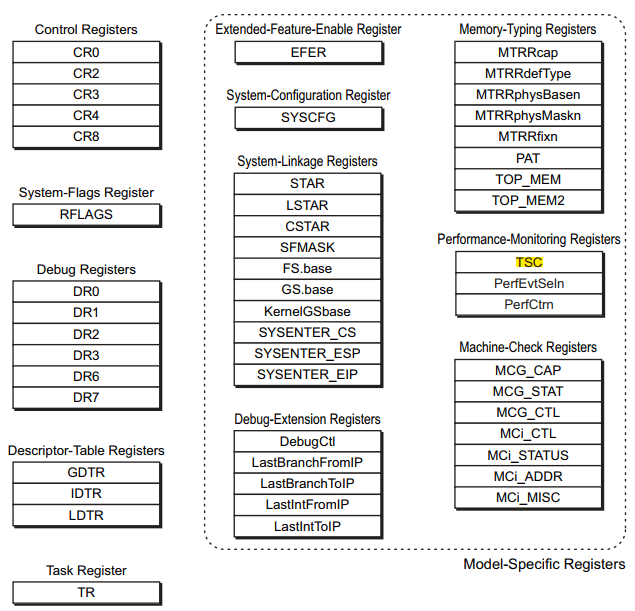 Control Registers
CR0
CR2
CR3
CR4
CR8
System-Flags Register
RFLAGS
Debug Registers
DR0
DR1
DR2
DR3
DR6
DR7
Descriptor-Table Registers
GDTR
IDTR
LDTR
Task Register
TR
Extended-Feature-Enable Register
EFER
System-Configuration Register
SYSCFG
System-Linkage Registers
STAR
LSTAR
CSTAR
SFMASK
FS.base
GS.base
KernelGSbase
SYSENTER_CS
SYSENTER_ESP
SYSENTER_EIP
Debug-Extension Registers
DebugCtl
LastBranchFromIP
LastBranchToIP
LastIntFromIP
LastIntToIP
Memory-Typing Registers
MTRRcap
MTRRdefType
MTRRphysBasen
MTRRphysMaskn
MTRRfixn
PAT
TOP_MEM
TOP_MEM2
Performance-Monitoring Registers
TSC
PerfEvtSeln
PerfCtrn
Machine-Check Registers
MCG_CAP
MCG_STAT
MCG_CTL
MCi_CTL
MCi_STATUS
MCi_ADDR
MCi_MISC
Model-Specific Registers